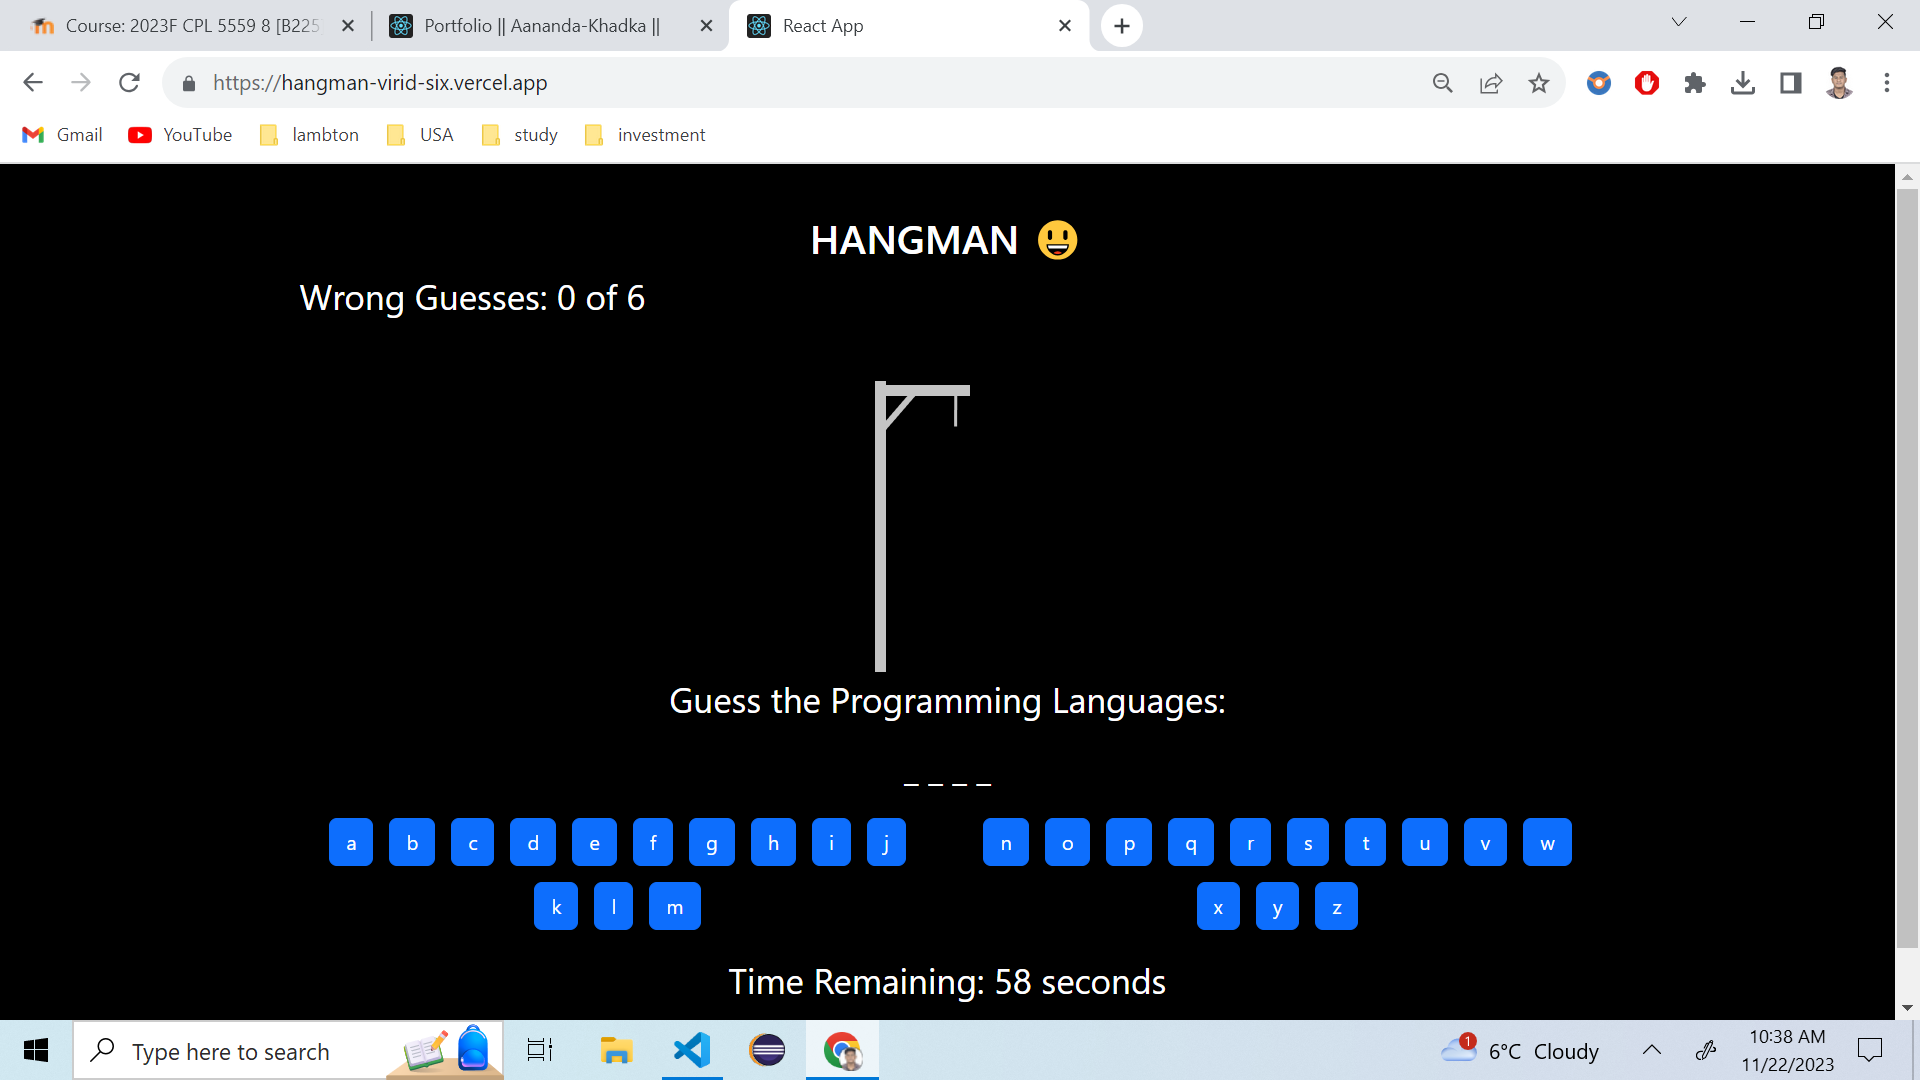 Course: 2023F CPL 5559 8 [B225]
Portfolio || Aananda-Khadka ||
React App
https://hangman-virid-six.vercel.app
Gmail
YouTube
lambton
USA
study
investment
HANGMAN 😃
Wrong Guesses: 0 of 6
Guess the Programming Languages:
_ _ _ _
a b c d e f g h i j n o p q r s t u v w
k l m x y z
Time Remaining: 58 seconds
Type here to search
1
6°C Cloudy
10:38 AM
11/22/2023